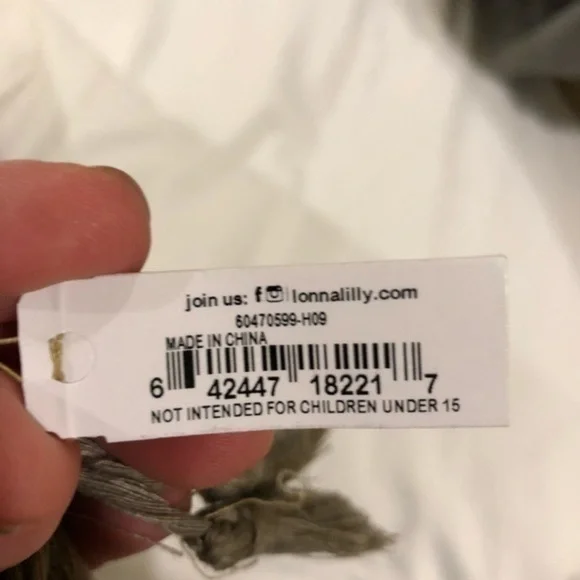 join us: f lonnalilly.com
60470599-H09
MADE IN CHINA
6 42447 18221 7
NOT INTENDED FOR CHILDREN UNDER 15